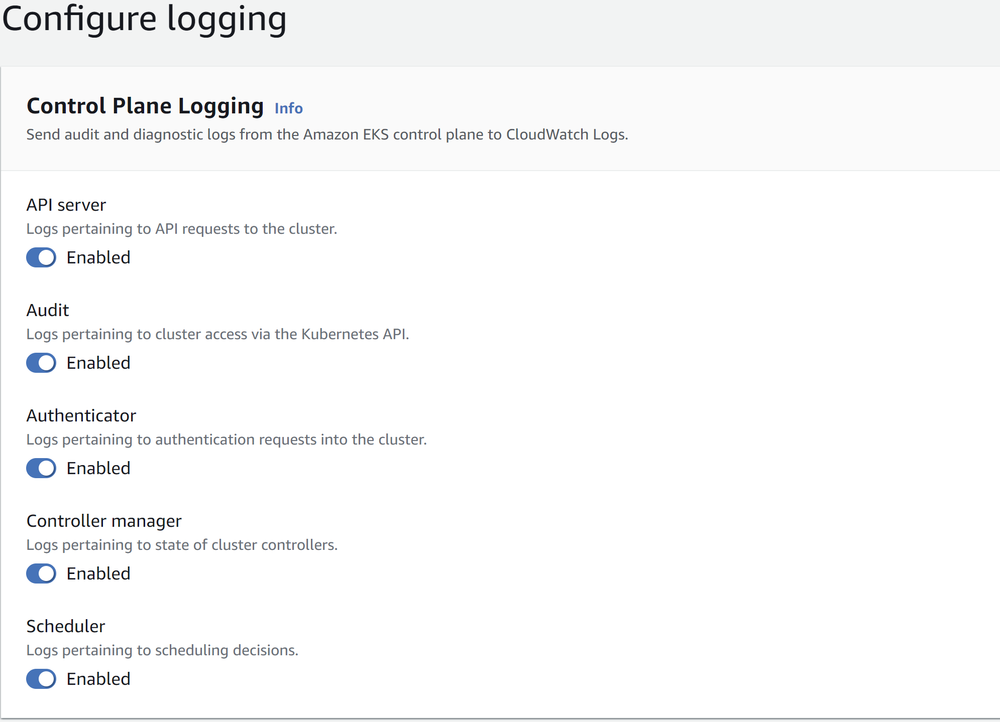 Configure logging
Control Plane Logging Info
Send audit and diagnostic logs from the Amazon EKS control plane to CloudWatch Logs.
API server
Logs pertaining to API requests to the cluster.
Enabled
Audit
Logs pertaining to cluster access via the Kubernetes API.
Enabled
Authenticator
Logs pertaining to authentication requests into the cluster.
Enabled
Controller manager
Logs pertaining to state of cluster controllers.
Enabled
Scheduler
Logs pertaining to scheduling decisions.
Enabled